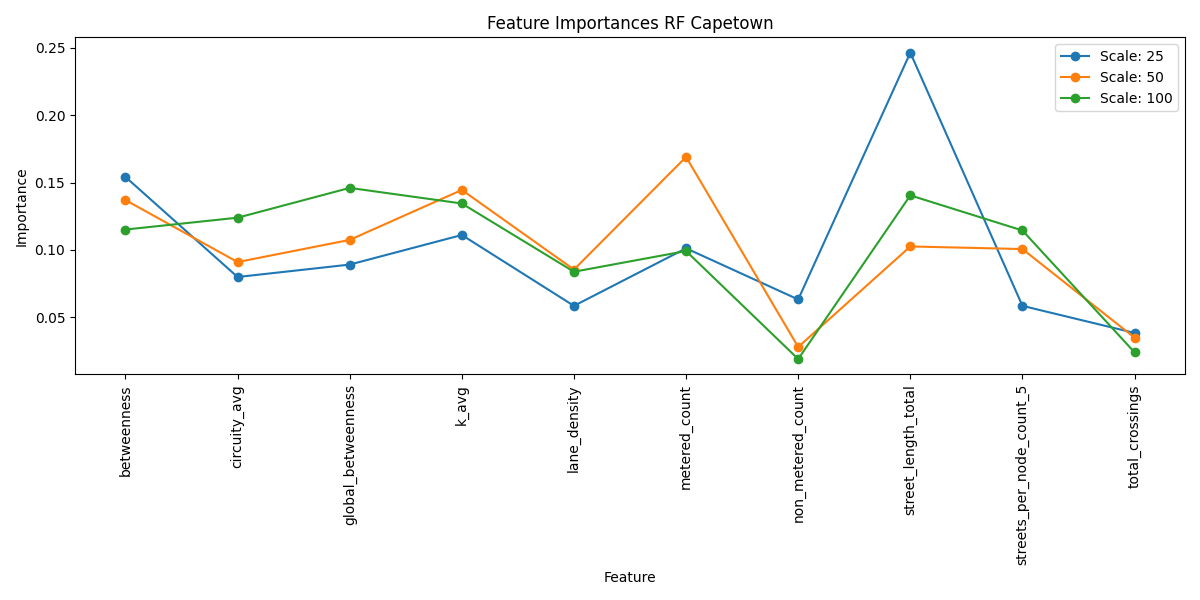 Feature Importances RF Capetown
Importance
0.25
0.20
0.15
0.10
0.05
Scale: 25
Scale: 50
Scale: 100
betweenness
circuity_avg
global_betweenness
k_avg
lane_density
metered_count
non_metered_count
street_length_total
streets_per_node_count_5
total_crossings
Feature